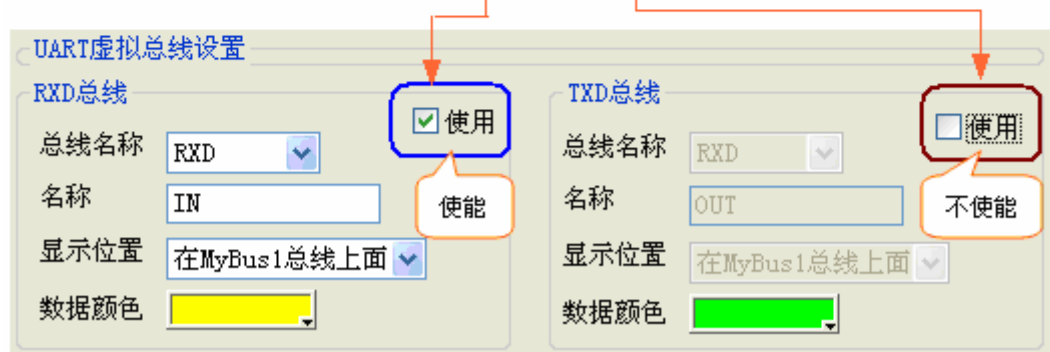 UART虚拟总线设置
RXD总线
使用
总线名称 RXD
名称 IN
使能
显示位置 在MyBus1总线上面
数据颜色
TXD总线
使用
总线名称 RXD
名称 OUT
不使能
显示位置 在MyBus1总线上面
数据颜色